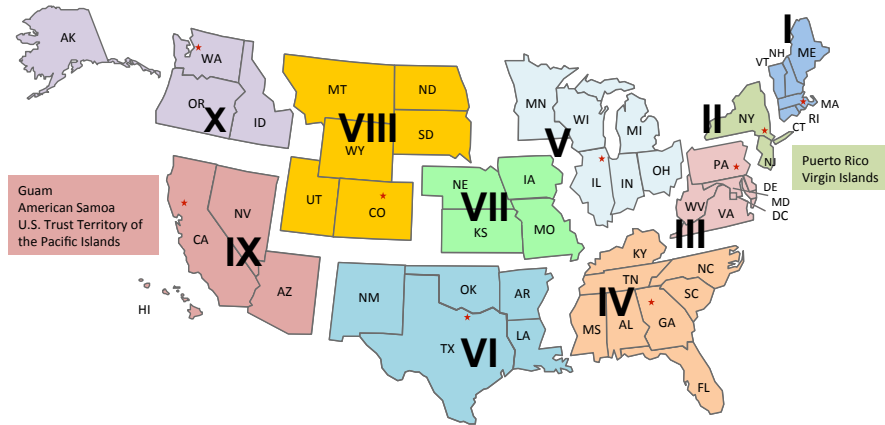 AK
WA
OR
ID
X
MT
ND
SD
WY
VIII
UT
CO
MN
WI
MI
V
IL
IN
OH
I
ME
NH
VT
MA
RI
CT
II
NY
NJ
Puerto Rico
Virgin Islands
PA
DE
MD
DC
WV
VA
III
NE
IA
VII
KS
MO
Guam
American Samoa
U.S. Trust Territory of
the Pacific Islands
NV
CA
IX
AZ
HI
NM
OK
AR
TX
LA
VI
KY
NC
TN
SC
IV
MS
AL
GA
FL